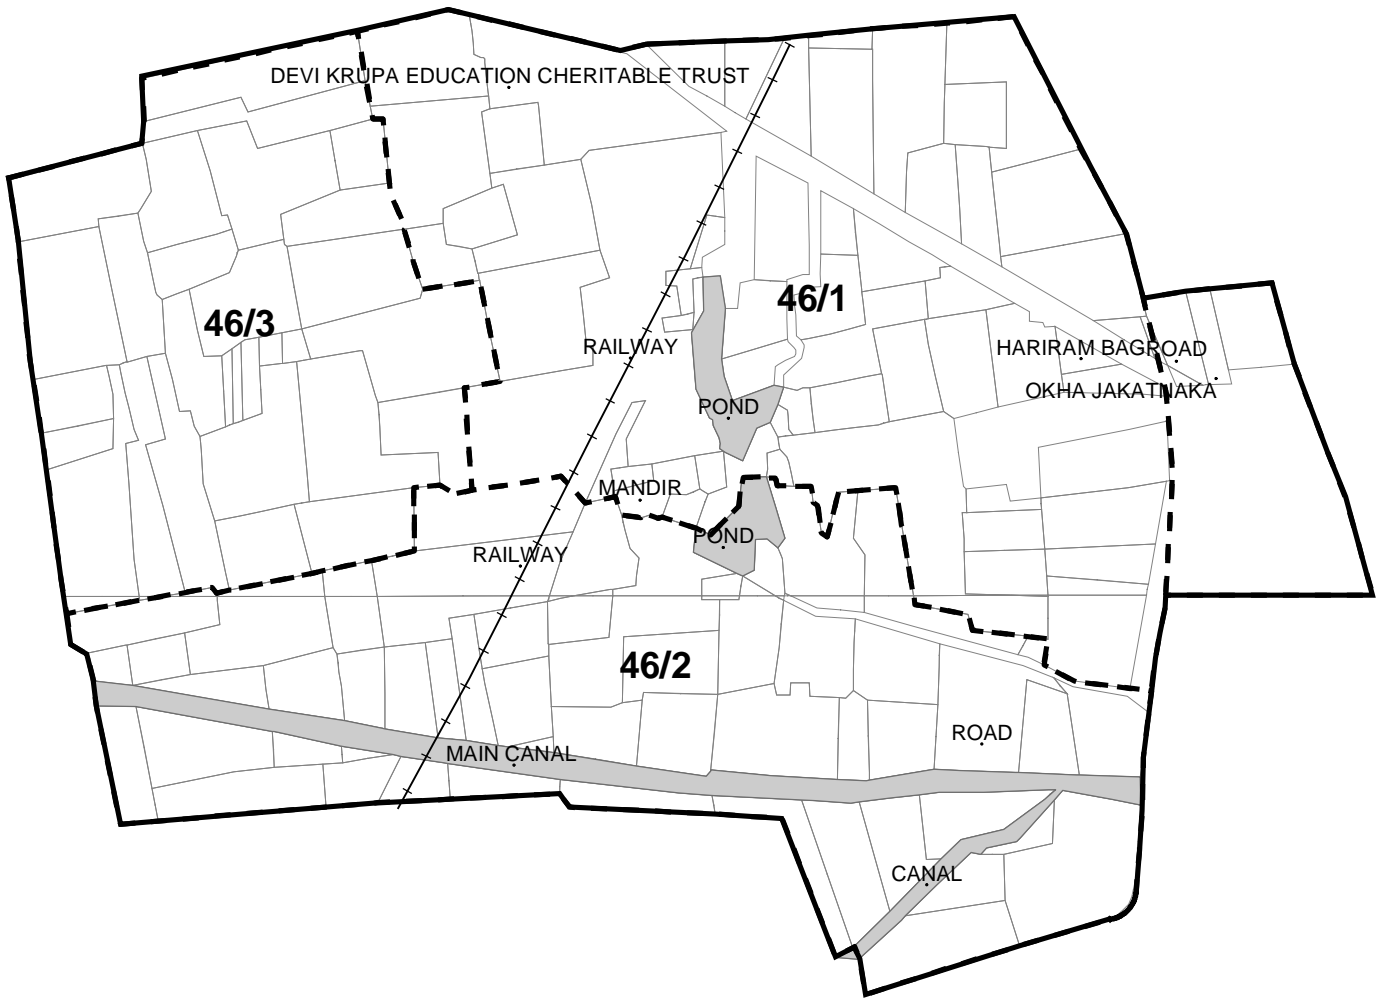 DEVI KRUPA EDUCATION CHERITABLE TRUST
46/3
46/1
RAILWAY
HARIRAM BAGROAD
OKHA JAKATNAKA
POND
MANDIR
POND
RAILWAY
46/2
ROAD
MAIN CANAL
CANAL